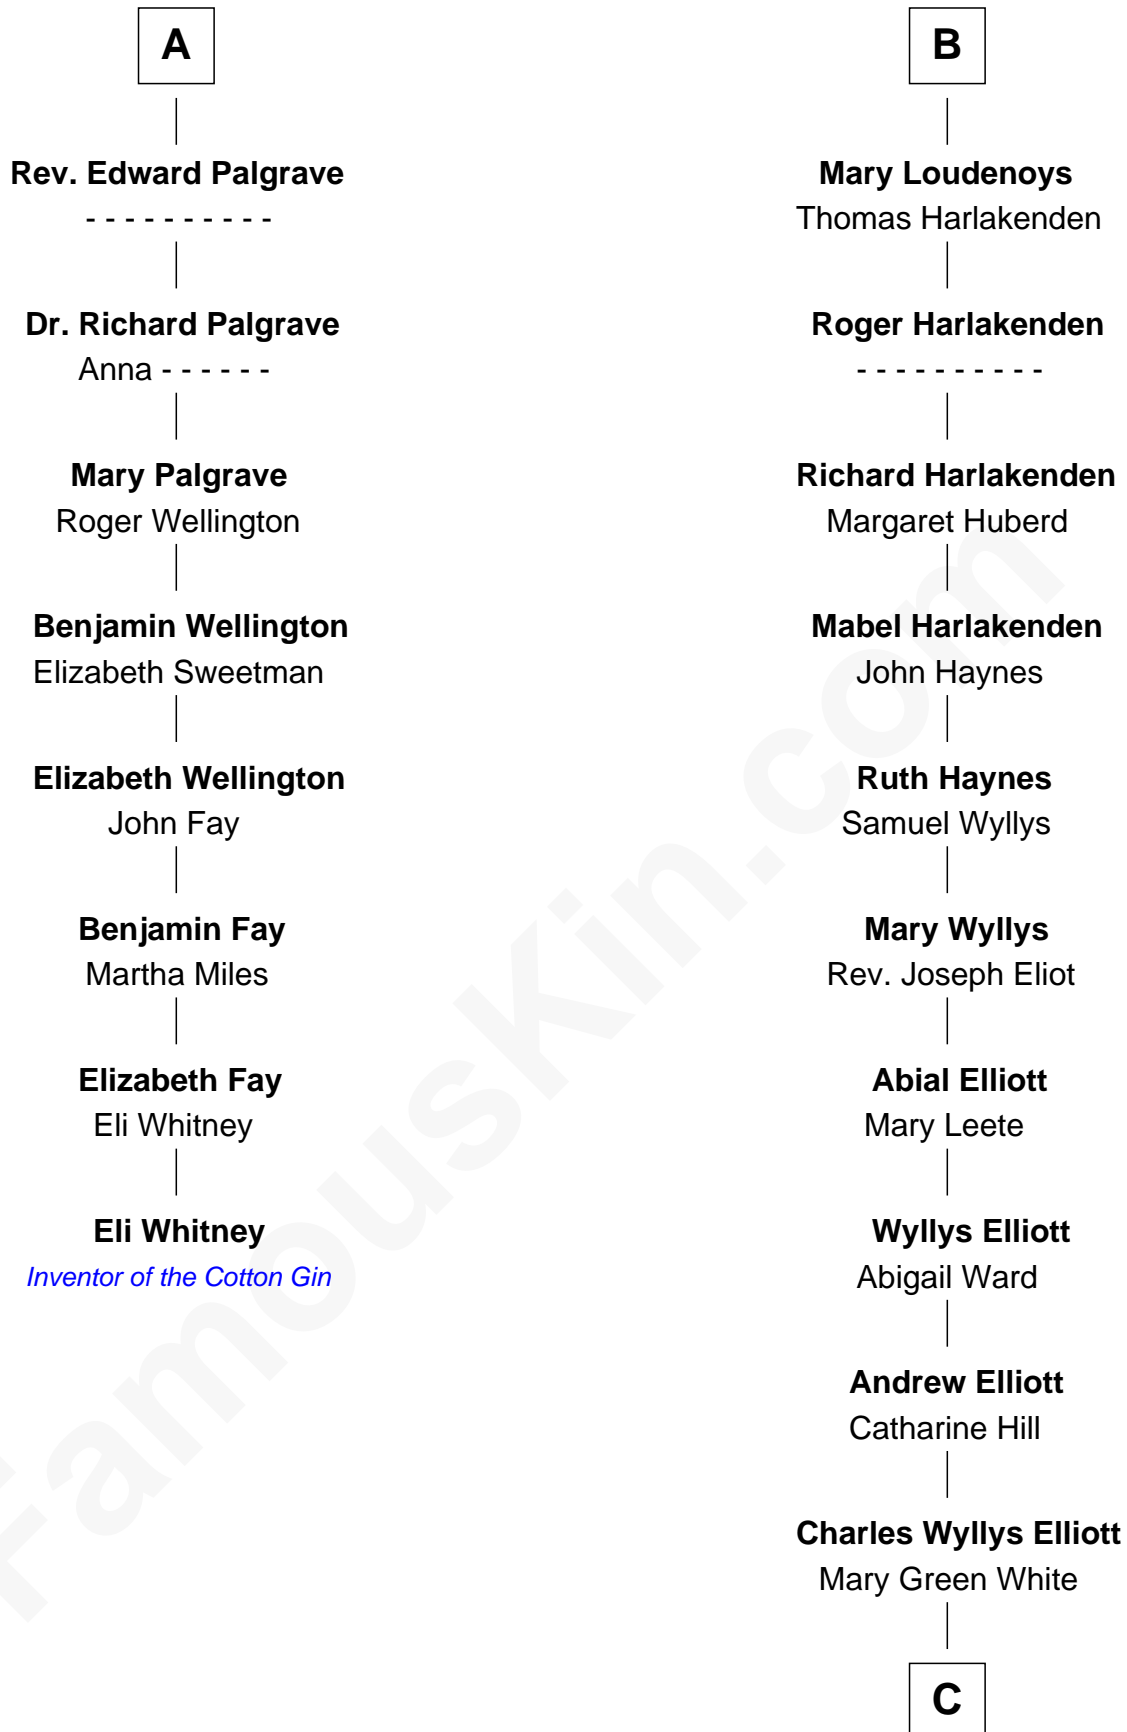 A
Rev. Edward Palgrave
- - - - - - - - - -
Dr. Richard Palgrave
Anna - - - - - -
Mary Palgrave
Roger Wellington
Benjamin Wellington
Elizabeth Sweetman
Elizabeth Wellington
John Fay
Benjamin Fay
Martha Miles
Elizabeth Fay
Eli Whitney
Eli Whitney
Inventor of the Cotton Gin
B
Mary Loudenoys
Thomas Harlakenden
Roger Harlakenden
- - - - - - - - - -
Richard Harlakenden
Margaret Huberd
Mabel Harlakenden
John Haynes
Ruth Haynes
Samuel Wyllys
Mary Wyllys
Rev. Joseph Eliot
Abial Elliott
Mary Leete
Wyllys Elliott
Abigail Ward
Andrew Elliott
Catharine Hill
Charles Wyllys Elliott
Mary Green White
C
FamousKin.com